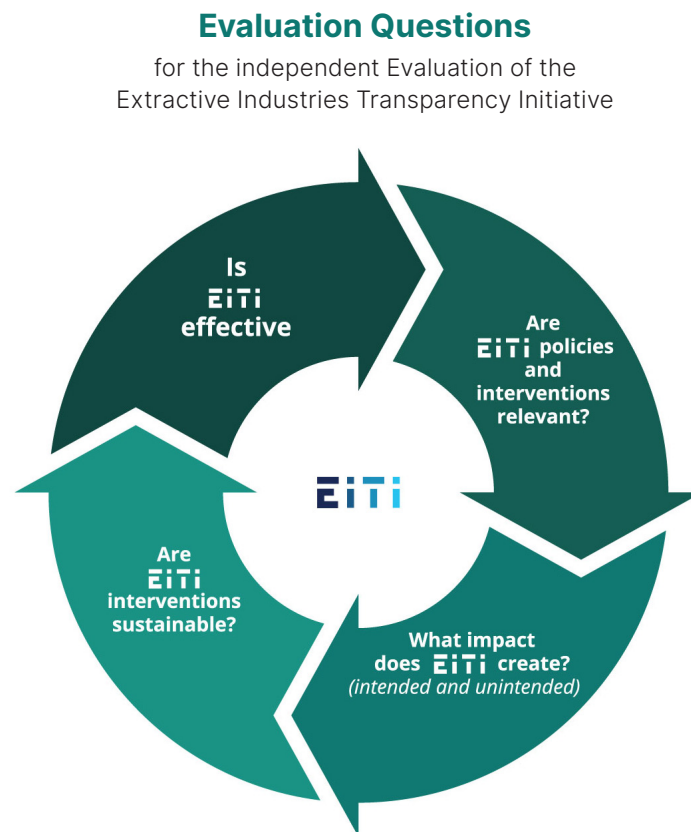 Evaluation Questions
for the independent Evaluation of the
Extractive Industries Transparency Initiative
Is
EiTi
effective
Are
EiTi policies
and
interventions
relevant?
EiTi
Are
EiTi
interventions
sustainable?
What impact
does EiTi create?
(intended and unintended)